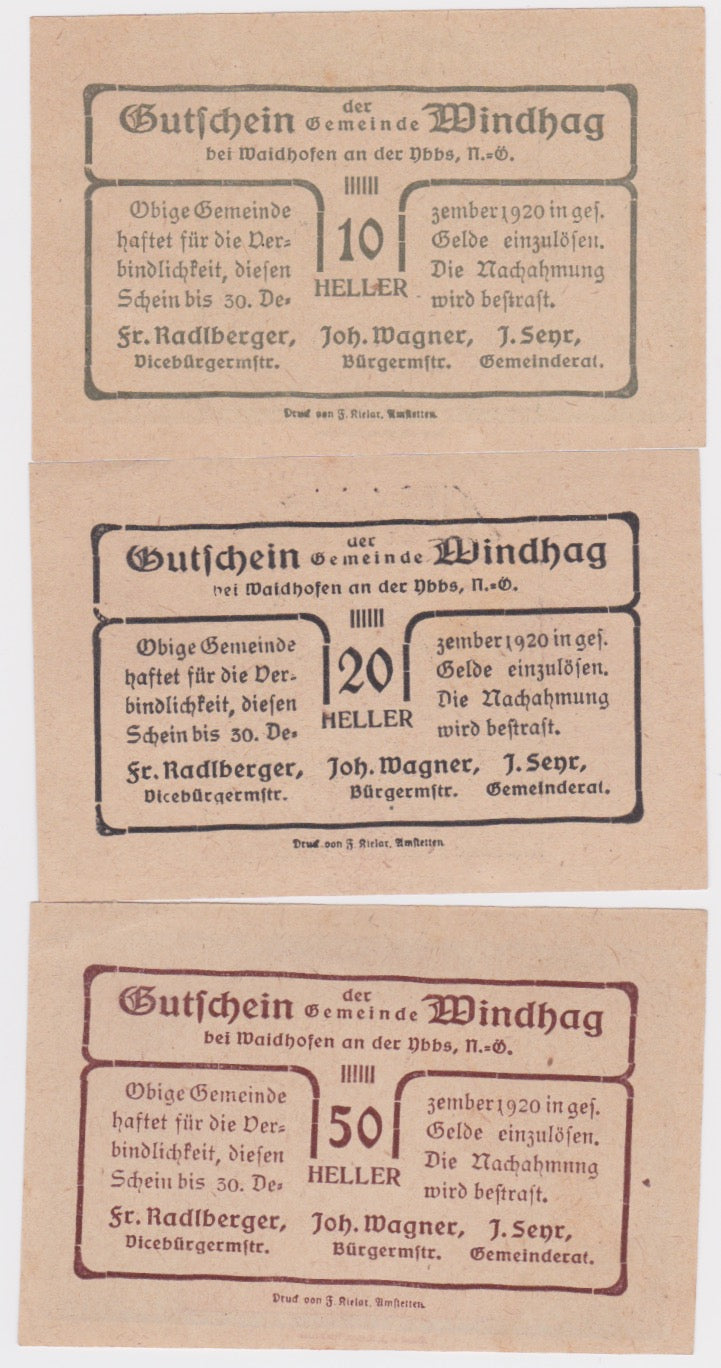 Gutschein der Gemeinde Windhag
bei Waidhofen an der Ybbs, N.=Ö.
Obige Gemeinde
haftet für die Ver=
bindlichkeit, diesen
Schein bis 30. De=
10
HELLER
zember 1920 in ges.
Gelde einzulösen.
Die Nachahmung
wird bestraft.
Fr. Radlberger, Joh. Wagner, J. Seyr,
Vicebürgermstr. Bürgermstr. Gemeinderat.
Druck von F. Kielar, Amstetten.
Gutschein der Gemeinde Windhag
bei Waidhofen an der Ybbs, N.=Ö.
Obige Gemeinde
haftet für die Ver=
bindlichkeit, diesen
Schein bis 30. De=
20
HELLER
zember 1920 in ges.
Gelde einzulösen.
Die Nachahmung
wird bestraft.
Fr. Radlberger, Joh. Wagner, J. Seyr,
Vicebürgermstr. Bürgermstr. Gemeinderat.
Druck von F. Kielar, Amstetten.
Gutschein der Gemeinde Windhag
bei Waidhofen an der Ybbs, N.=Ö.
Obige Gemeinde
haftet für die Ver=
bindlichkeit, diesen
Schein bis 30. De=
50
HELLER
zember 1920 in ges.
Gelde einzulösen.
Die Nachahmung
wird bestraft.
Fr. Radlberger, Joh. Wagner, J. Seyr,
Vicebürgermstr. Bürgermstr. Gemeinderat.
Druck von F. Kielar, Amstetten.